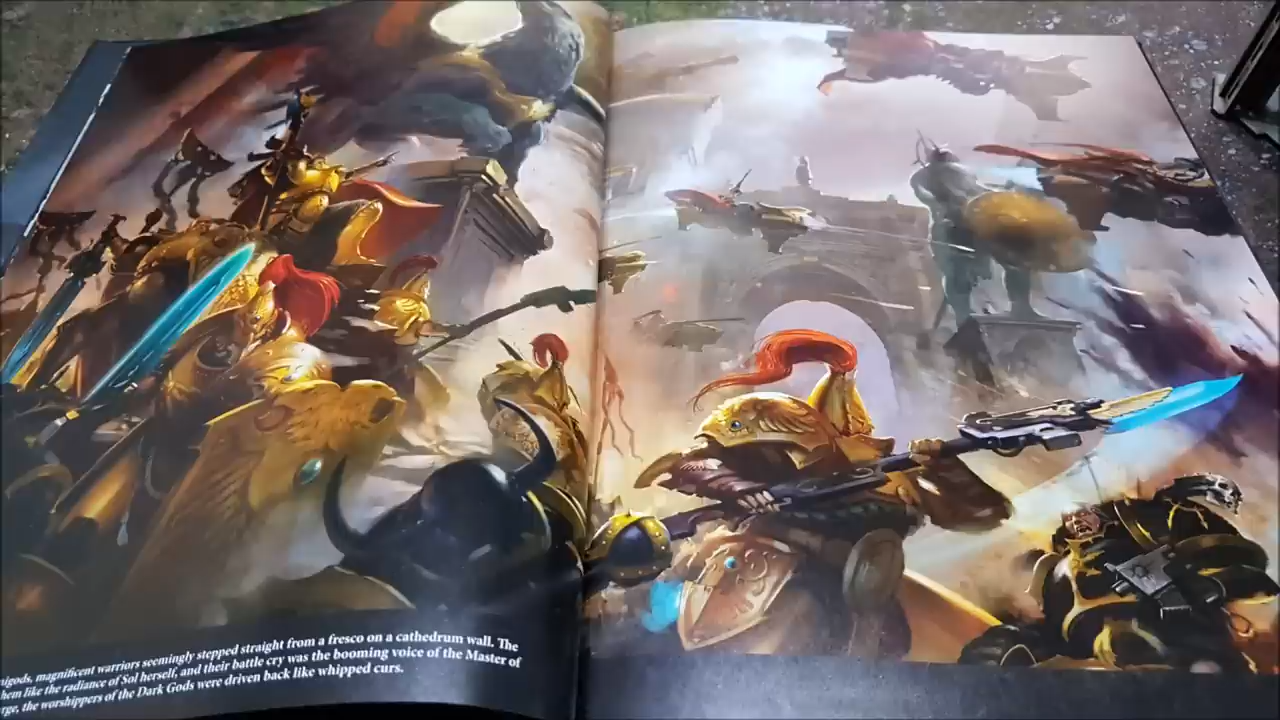 nigods, magnificent warriors seemingly stepped straight from a fresco on a cathedrum wall. The
hem like the radiance of Sol herself, and their battle cry was the booming voice of the Master of
rge, the worshippers of the Dark Gods were driven back like whipped curs.